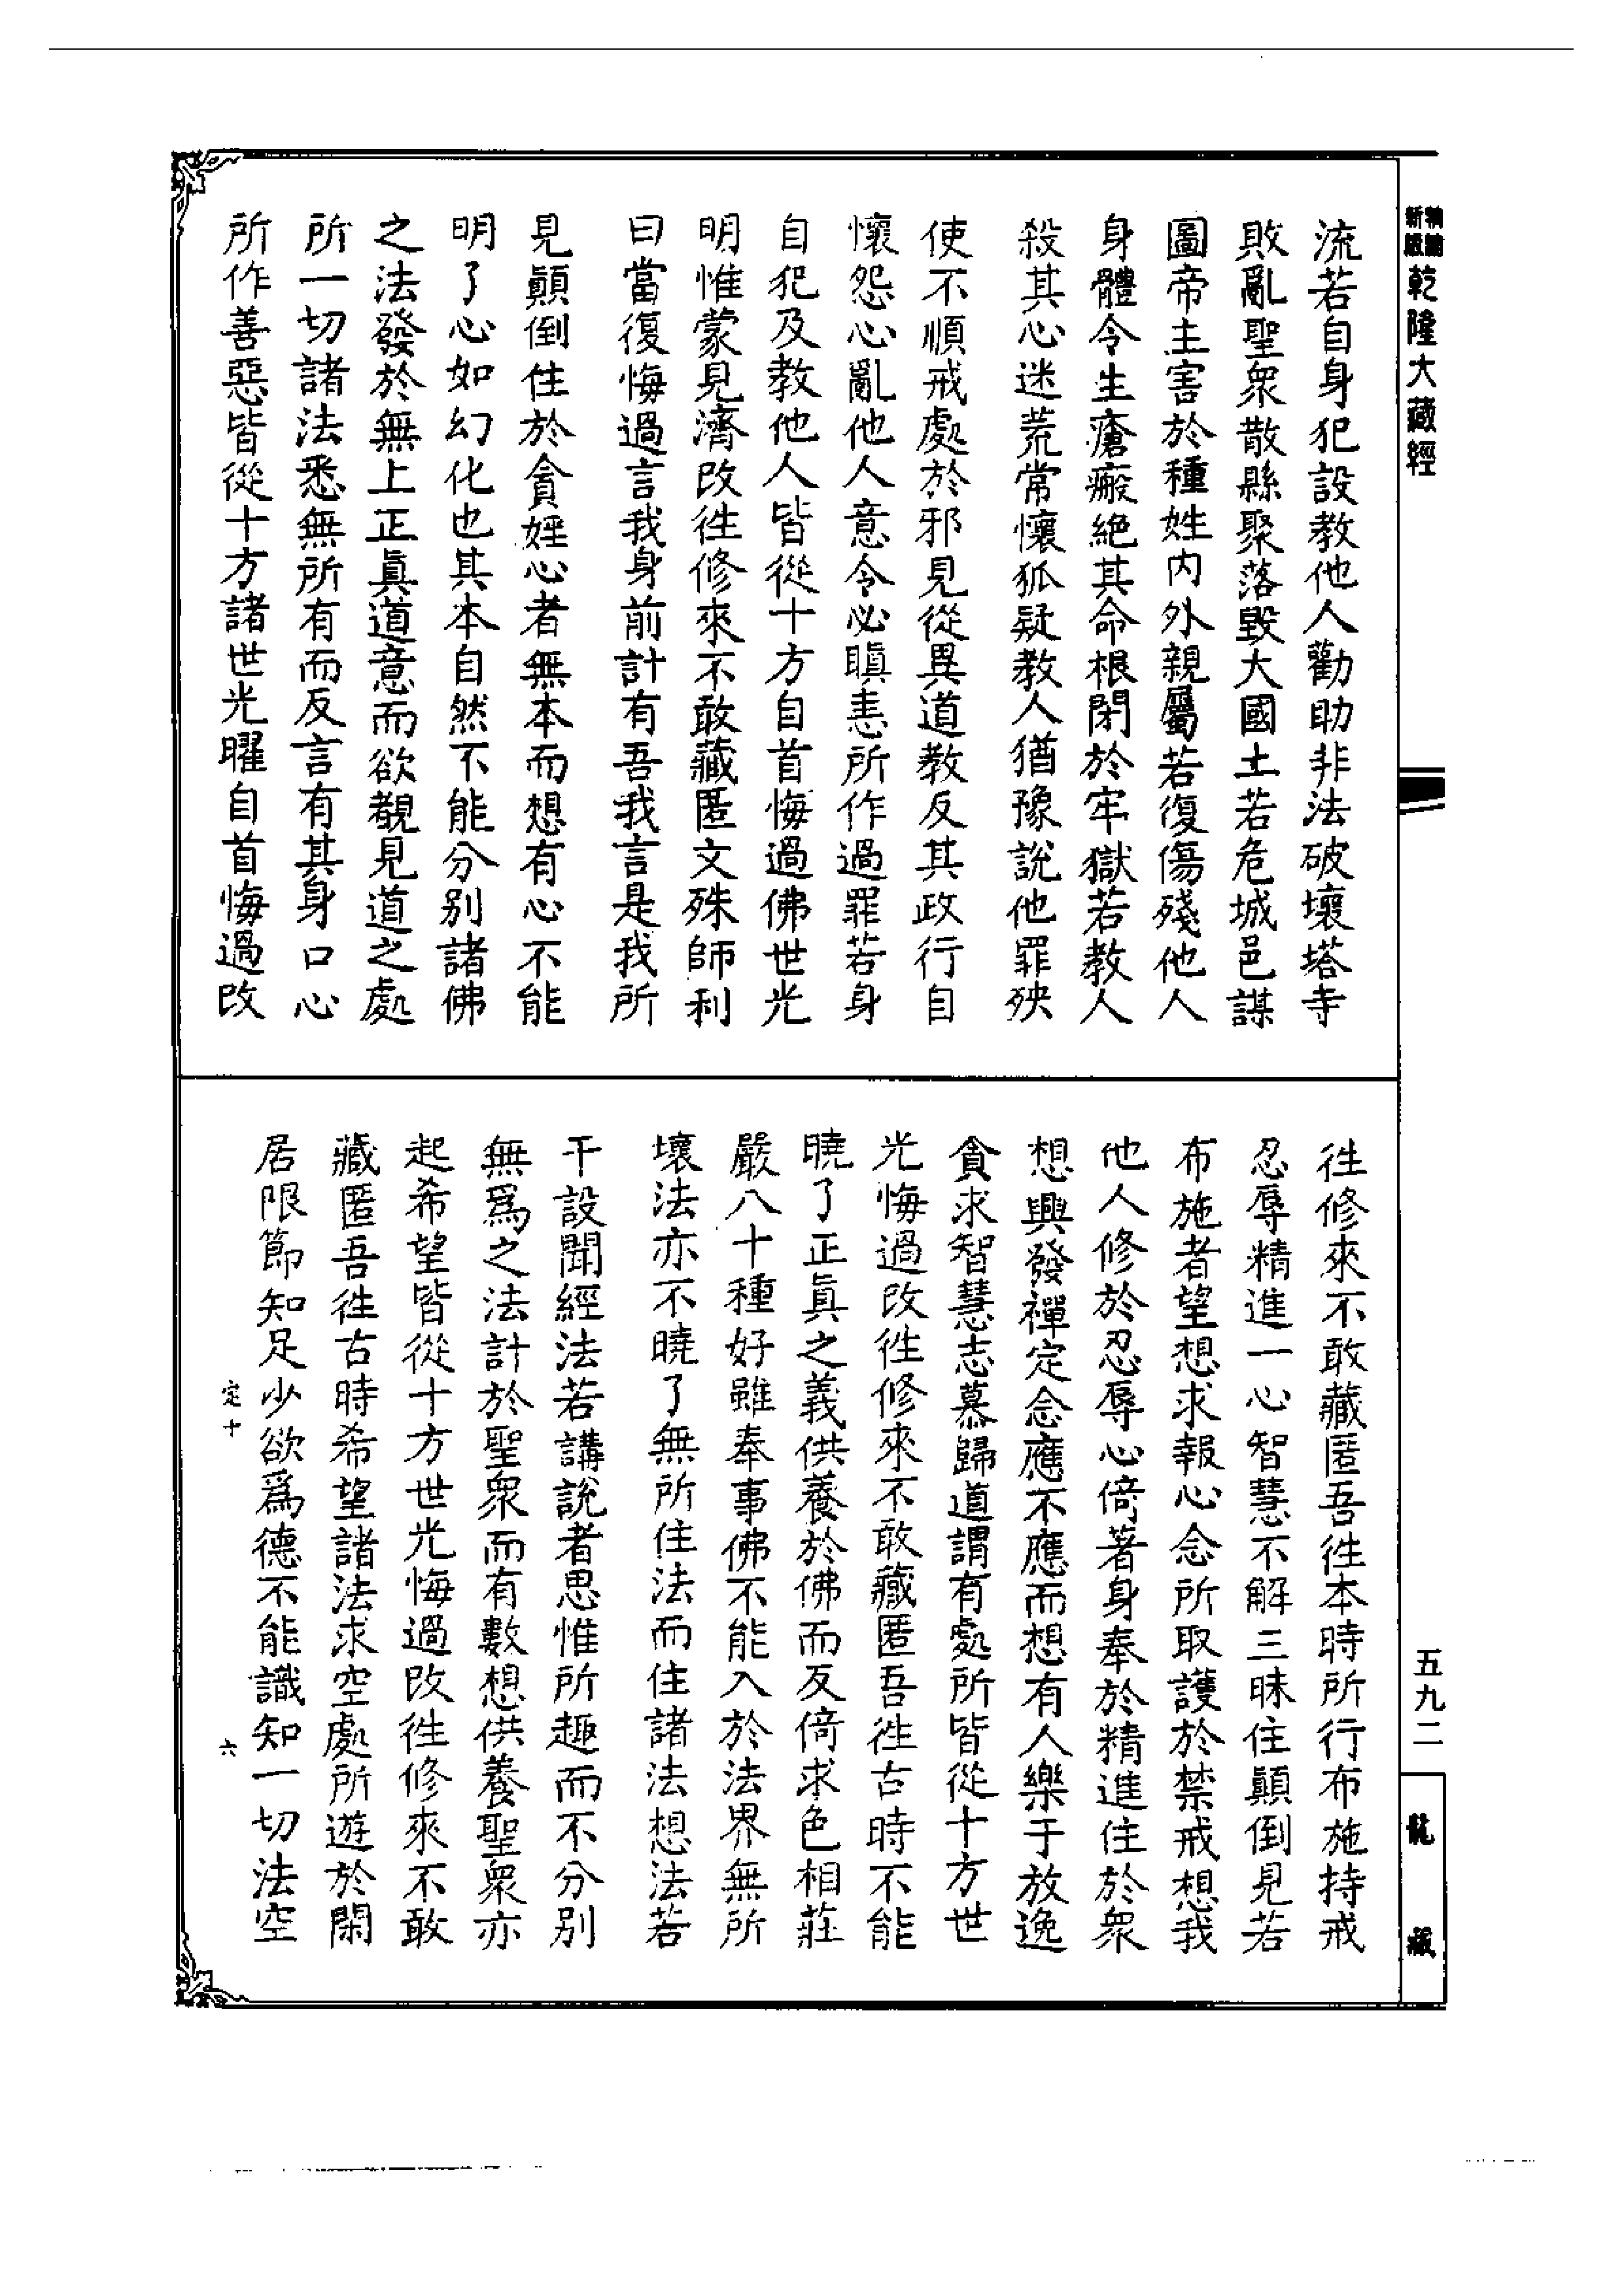 新版
乾隆大藏經
流若自身犯設教他人勸助非法破壞塔寺
敗亂聖衆散縣聚落毀大國土若危城邑謀
圖帝主害於種姓内外親屬若復傷殘他人
身體令生瘡瘢絕其命根閉於牢獄若教人
殺其心迷荒常懷狐疑教人猶豫說他罪殃
使不順戒處於邪見從異道教反其政行自
懷怨心亂他人意令必瞋恚所作過罪若身
自犯及教他人皆從十方自首悔過佛世光
明惟蒙見濟改徃修來不敢藏匿文殊師利
曰當復悔過言我身前計有吾我言是我所
見顛倒住於貪婬心者無本而想有心不能
明了心如幻化也其本自然不能分别諸佛
之法發於無上正眞道意而欲覩見道之處
所一切諸法悉無所有而反言有其身口心
所作善惡皆從十方諸世光曜自首悔過改
徃修來不敢藏匿吾徃本時所行布施持戒
忍辱精進一心智慧不解三昧住顛倒見若
布施者望想求報心念所取護於禁戒想我
他人修於忍辱心倚著身奉於精進住於衆
想興發禪定念應不應而想有人樂于放逸
貪求智慧志慕歸道謂有處所皆從十方世
光悔過改徃修來不敢藏匿吾徃古時不能
曉了正眞之義供養於佛而反倚求色相莊
嚴八十種好雖奉事佛不能入於法界無所
壞法亦不曉了無所住法而住諸法想法若
干設聞經法若講說者思惟所趣而不分别
無爲之法計於聖衆而有數想供養聖衆亦
起希望皆從十方世光悔過改徃修來不敢
藏匿吾徃古時希望諸法求空處所遊於閑
居限節知足少欲爲德不能識知一切法空
定十
六
五九二
龍藏